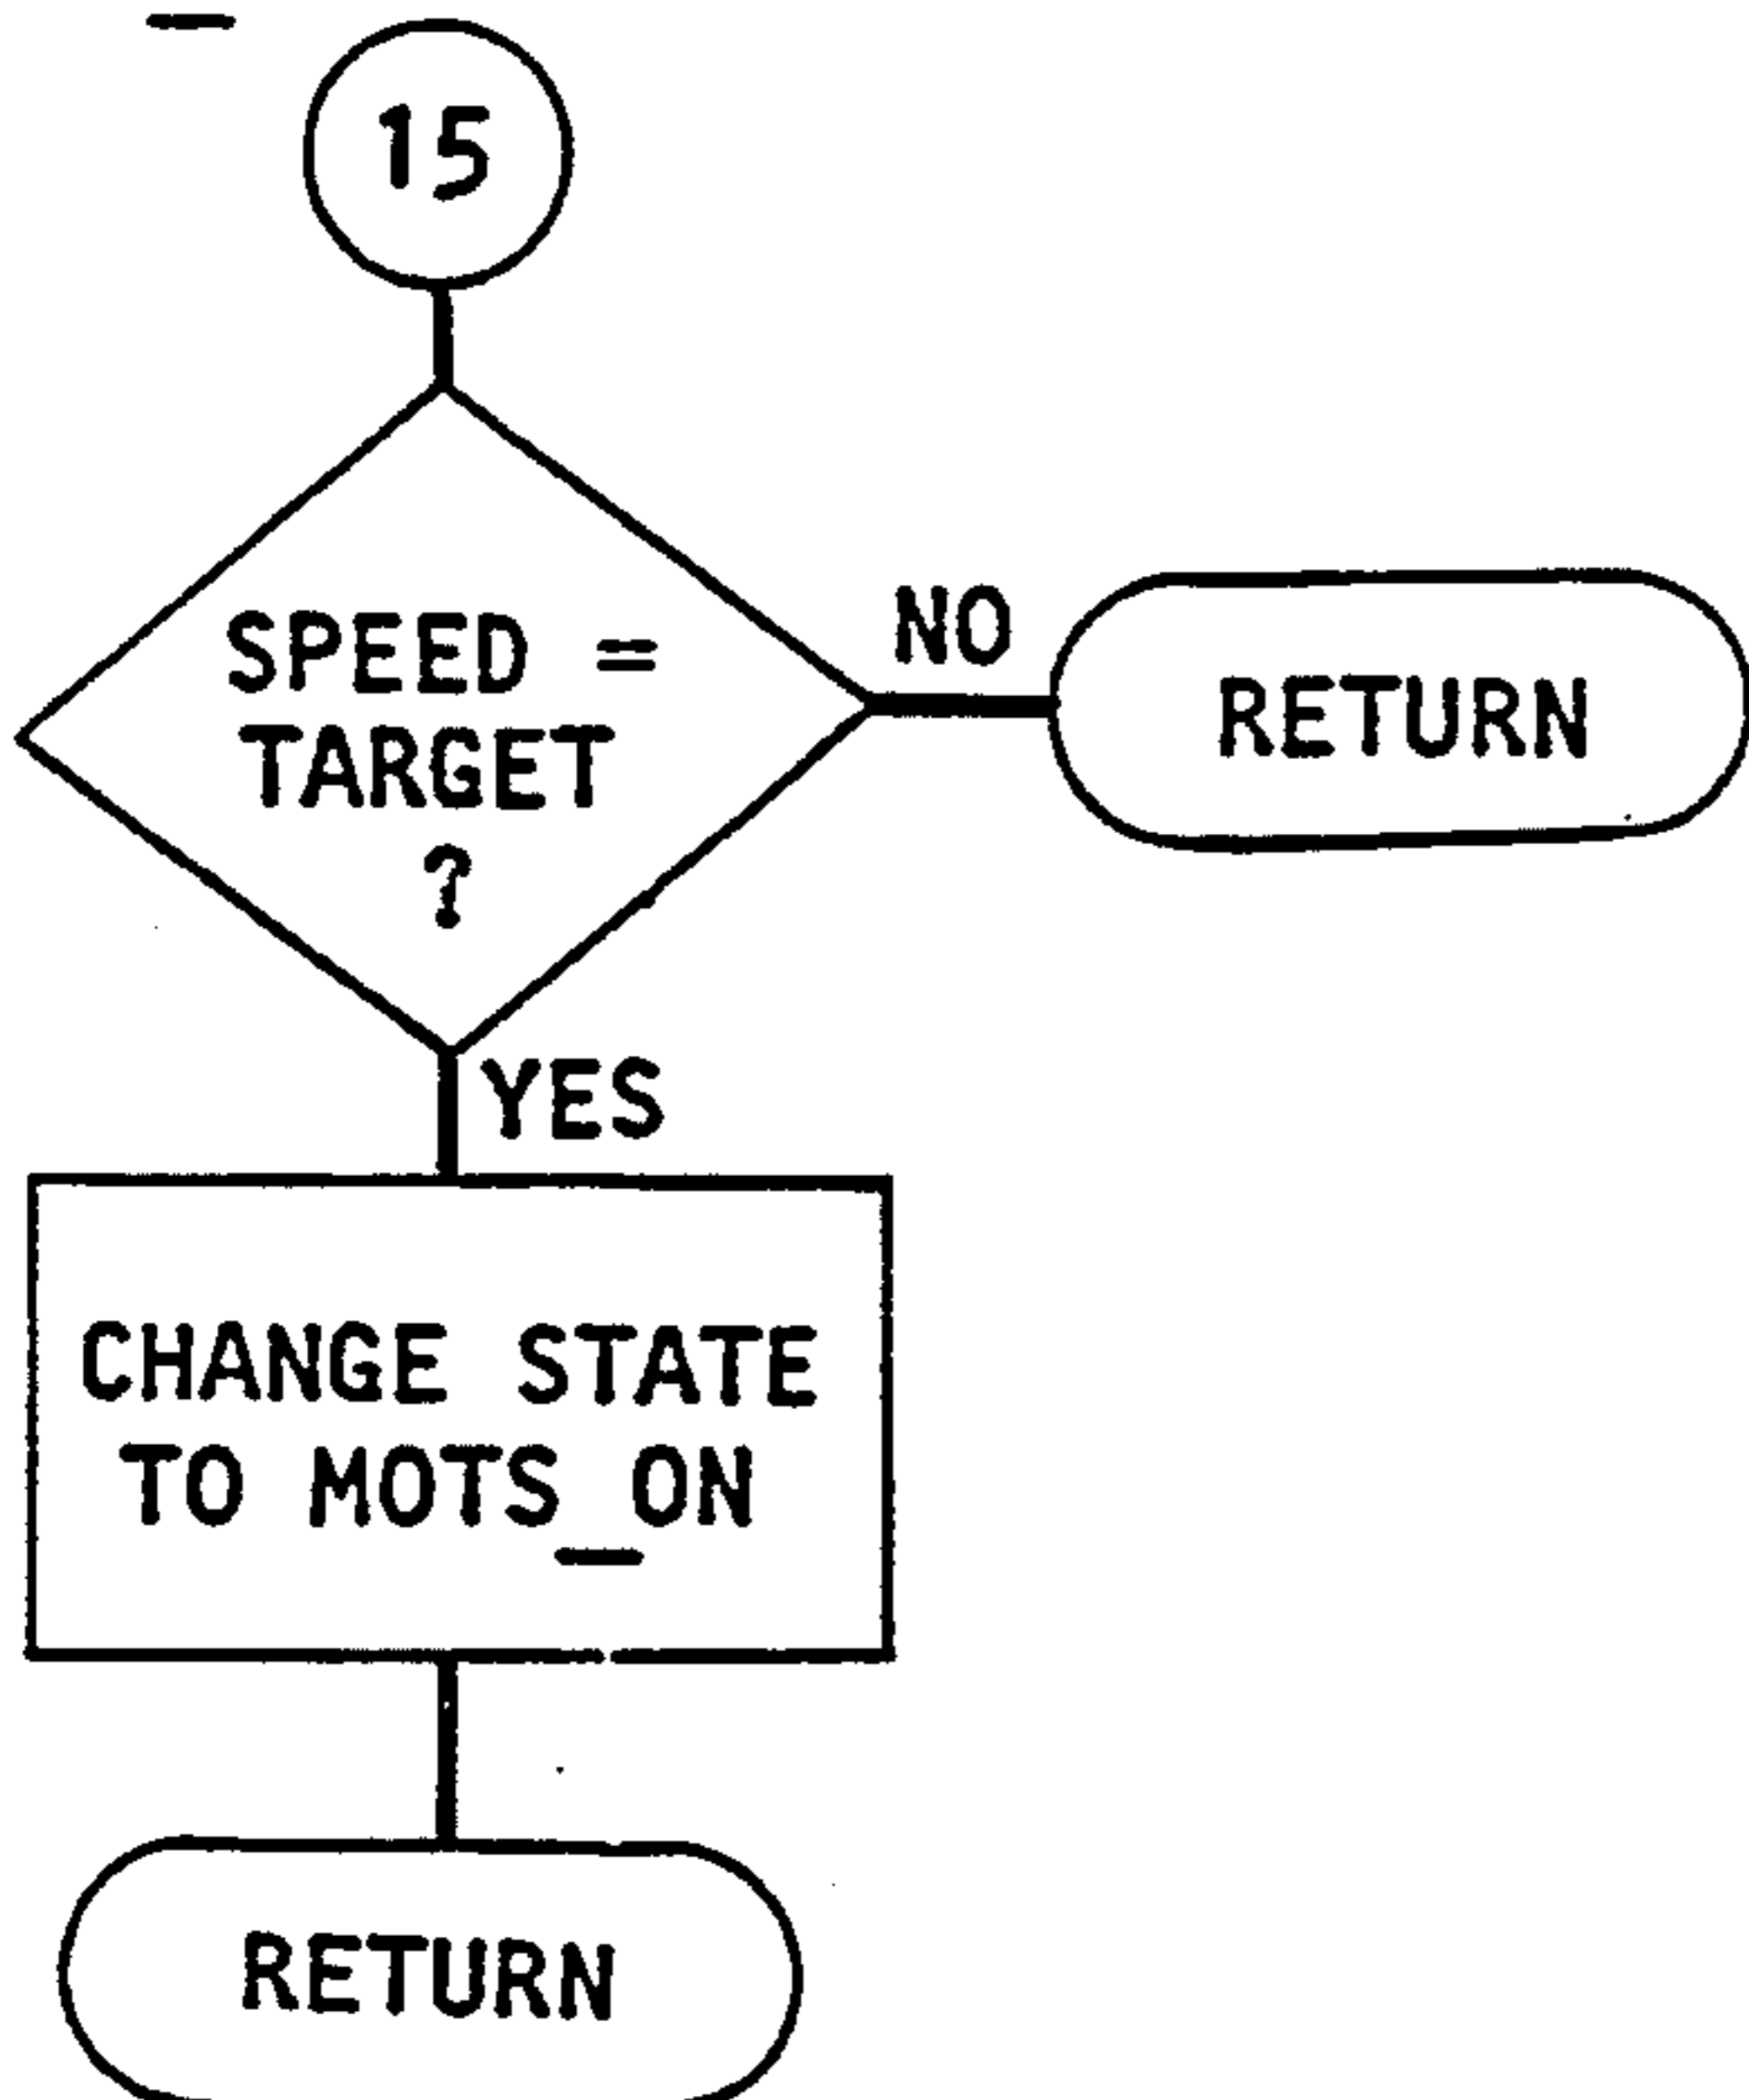 15
SPEED =
TARGET
?
NO
RETURN
YES
CHANGE STATE
TO MOTS_ON
RETURN